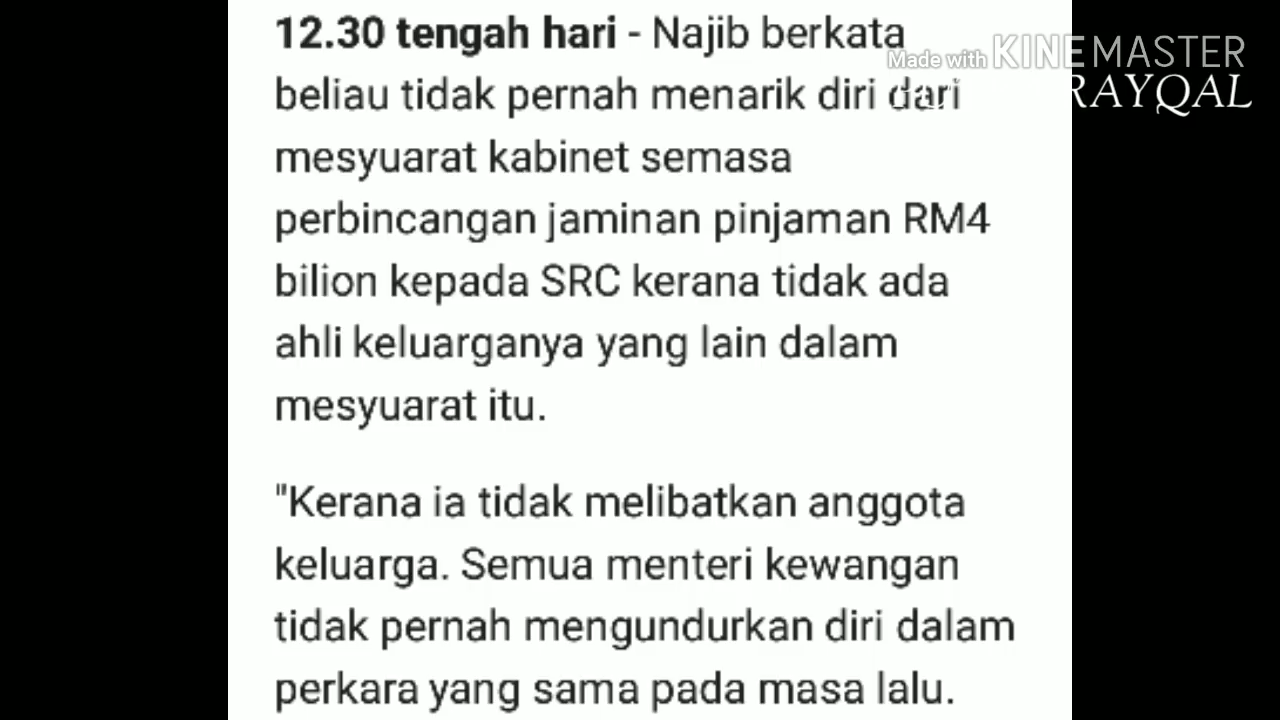 12.30 tengah hari - Najib berkata
beliau tidak pernah menarik diri dari
mesyuarat kabinet semasa
perbincangan jaminan pinjaman RM4
bilion kepada SRC kerana tidak ada
ahli keluarganya yang lain dalam
mesyuarat itu.
"Kerana ia tidak melibatkan anggota
keluarga. Semua menteri kewangan
tidak pernah mengundurkan diri dalam
perkara yang sama pada masa lalu.
Made with KINEMASTER
RAYQAL